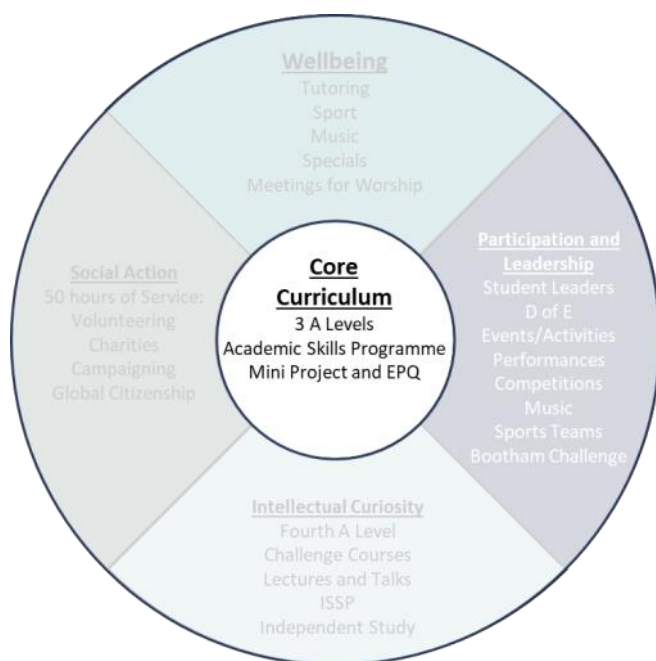 Wellbeing
Tutoring
Sport
Music
Specials
Meetings for Worship
Social Action
50 hours of Service:
Volunteering
Charities
Campaigning
Global Citizenship
Core
Curriculum
3 A Levels
Academic Skills Programme
Mini Project and EPQ
Participation and
Leadership
Student Leaders
D of E
Events/Activities
Performances
Competitions
Music
Sports Teams
Bootham Challenge
Intellectual Curiosity
Fourth A Level
Challenge Courses
Lectures and Talks
ISSP
Independent Study